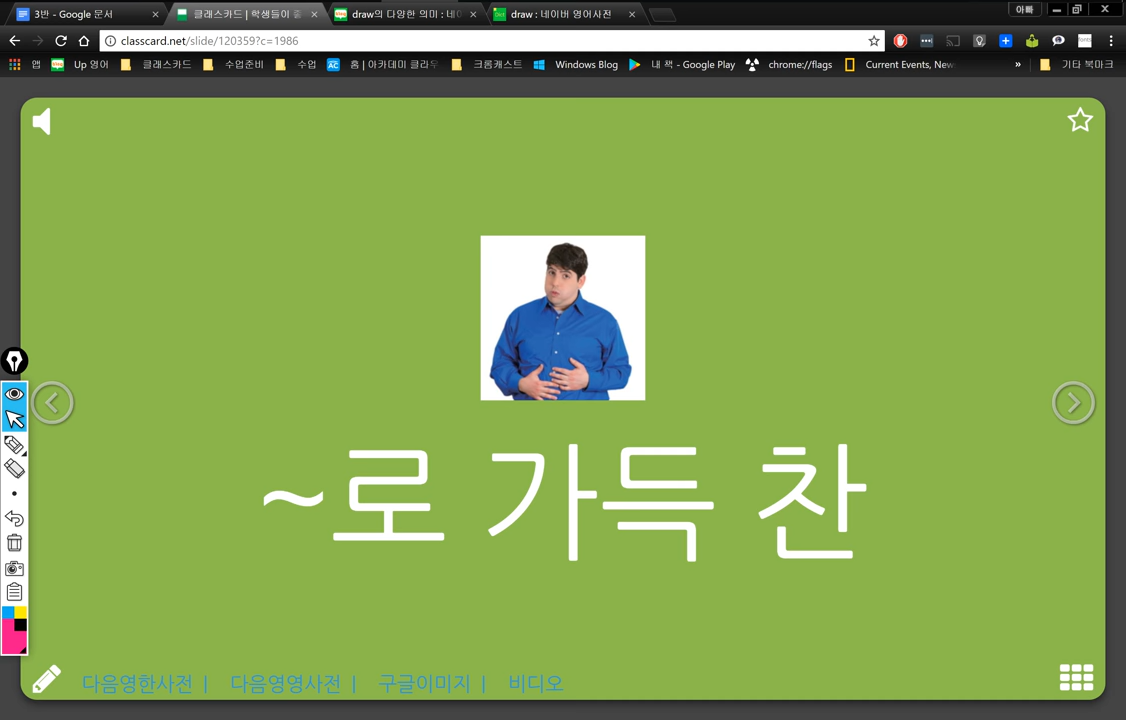 3반 - Google 문서
클래스카드 | 학생들이 좋
draw의 다양한 의미 : 네이
draw : 네이버 영어사전
아빠
classcard.net/slide/120359?c=1986
앱
Up 영어
클래스카드
수업준비
수업
홈 | 아카데미 클라우
크롬캐스트
Windows Blog
내 책 - Google Play
chrome://flags
Current Events, New
»
기타 북마크
~로 가득 찬
다음영한사전 |
다음영영사전 |
구글이미지 |
비디오